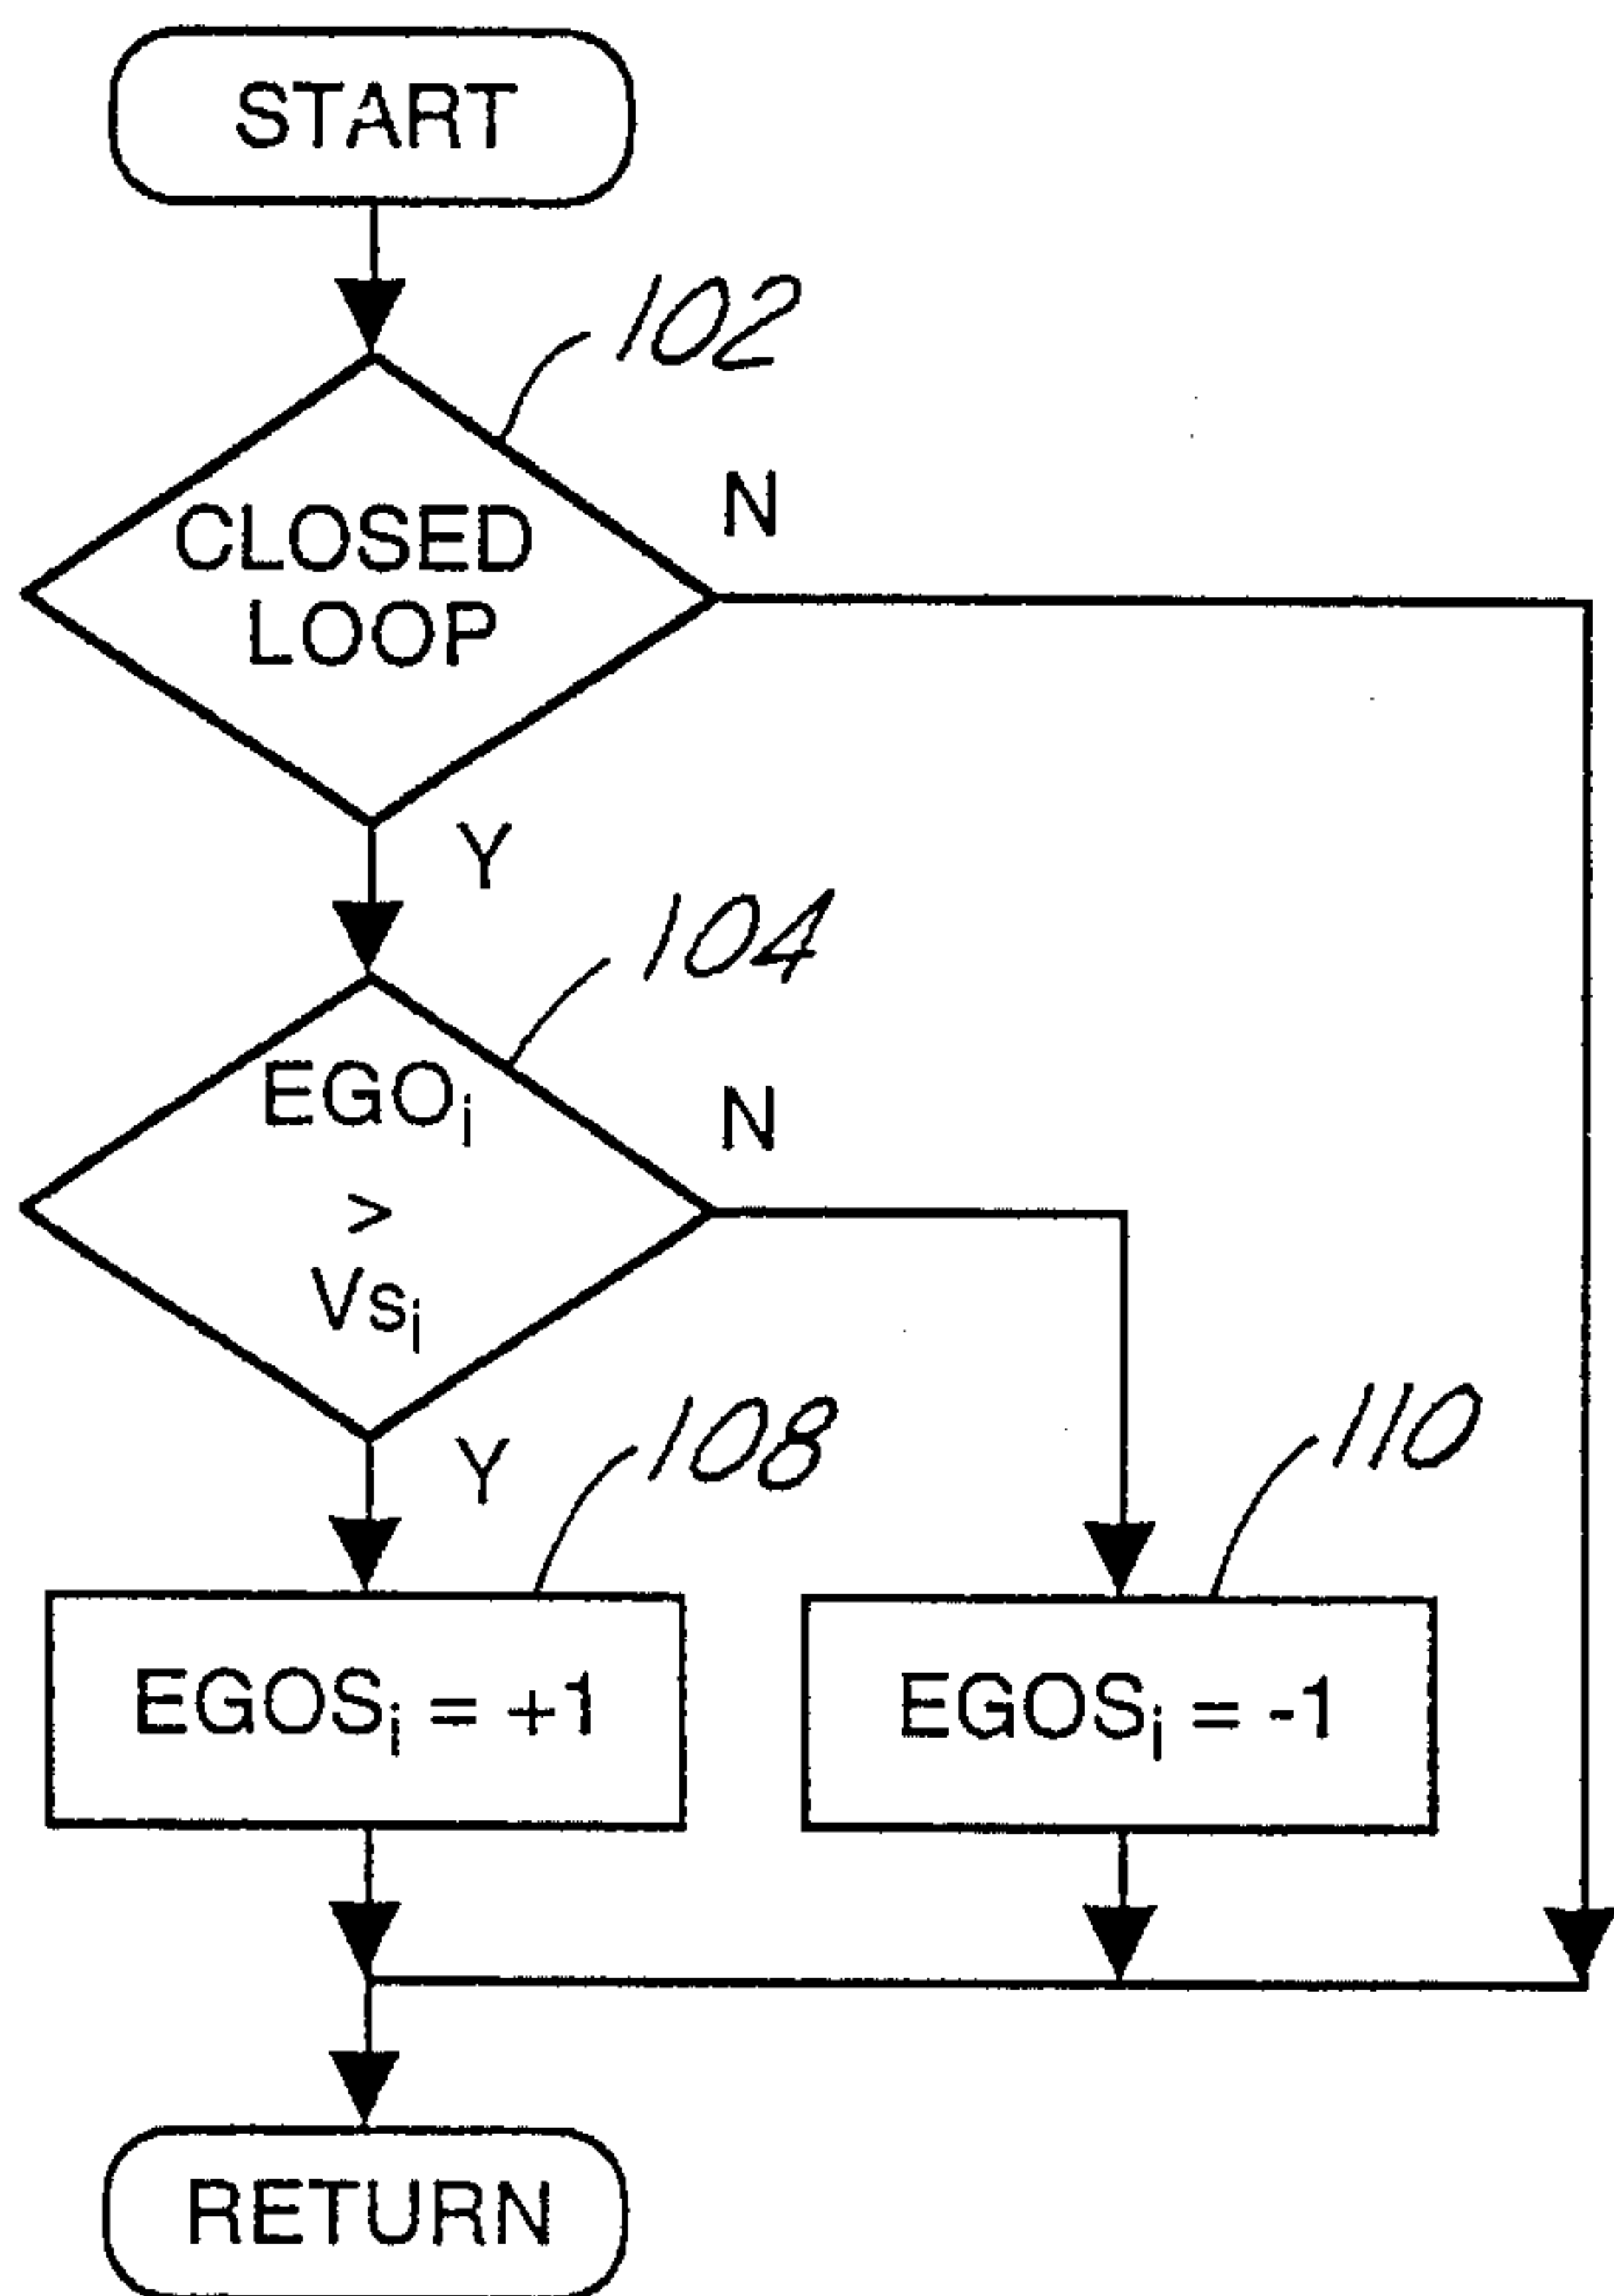 START
102
CLOSED
LOOP
N
Y
104
EGOᵢ
>
Vsᵢ
N
Y
108
110
EGOSᵢ = +1
EGOSᵢ = -1
RETURN